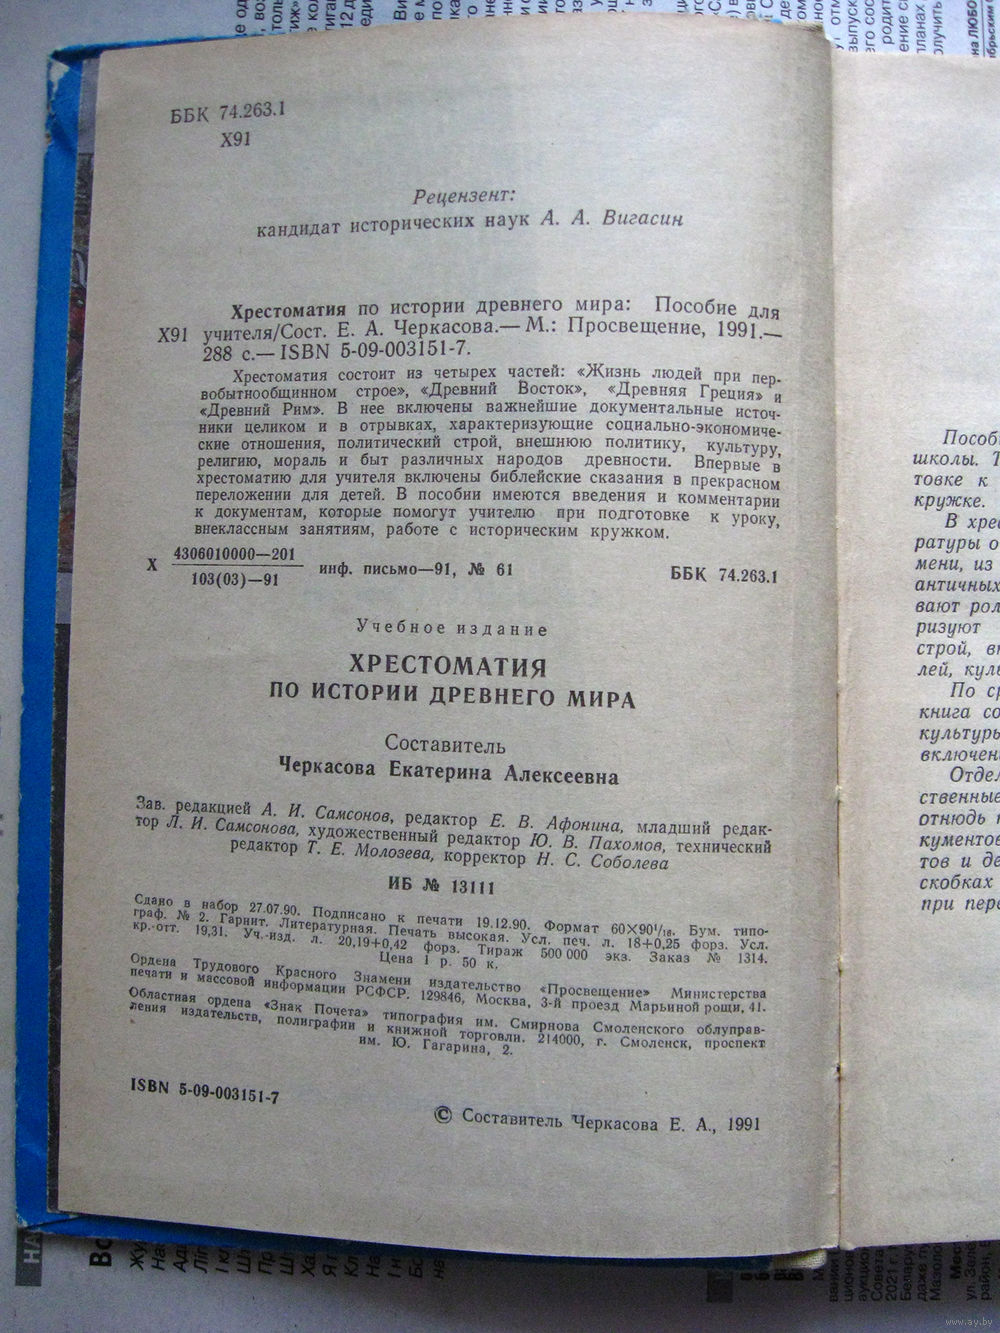 ББК 74.263.1
Х91
Рецензент:
кандидат исторических наук А. А. Вигасин
Хрестоматия по истории древнего мира: Пособие для
Х91 учителя/Сост. Е. А. Черкасова.— М.: Просвещение, 1991.—
288 с.— ISBN 5-09-003151-7.
Хрестоматия состоит из четырех частей: «Жизнь людей при пер-
вобытнообщинном строе», «Древний Восток», «Древняя Греция» и
«Древний Рим». В нее включены важнейшие документальные источ-
ники целиком и в отрывках, характеризующие социально-экономиче-
ские отношения, политический строй, внешнюю политику, культуру,
религию, мораль и быт различных народов древности. Впервые в
хрестоматию для учителя включены библейские сказания в прекрасном
переложении для детей. В пособии имеются введения и комментарии
к документам, которые помогут учителю при подготовке к уроку,
внеклассным занятиям, работе с историческим кружком.
Х 4306010000—201
103(03)—91 инф. письмо—91, № 61 ББК 74.263.1
Учебное издание
ХРЕСТОМАТИЯ
ПО ИСТОРИИ ДРЕВНЕГО МИРА
Составитель
Черкасова Екатерина Алексеевна
Зав. редакцией А. И. Самсонов, редактор Е. В. Афонина, младший редак-
тор Л. И. Самсонова, художественный редактор Ю. В. Пахомов, технический
редактор Т. Е. Молозева, корректор Н. С. Соболева
ИБ № 13111
Сдано в набор 27.07.90. Подписано к печати 19.12.90. Формат 60×90¹/₁₆. Бум. типо-
граф. № 2. Гарнит. Литературная. Печать высокая. Усл. печ. л. 18+0,25 форз. Усл.
кр.-отт. 19,31. Уч.-изд. л. 20,19+0,42 форз. Тираж 500 000 экз. Заказ № 1314.
Цена 1 р. 50 к.
Ордена Трудового Красного Знамени издательство «Просвещение» Министерства
печати и массовой информации РСФСР. 129846, Москва, 3-й проезд Марьиной рощи, 41.
Областная ордена «Знак Почета» типография им. Смирнова Смоленского облуправ-
ления издательств, полиграфии и книжной торговли. 214000, г. Смоленск, проспект
им. Ю. Гагарина, 2.
ISBN 5-09-003151-7
© Составитель Черкасова Е. А., 1991
школы.
товке к
кружке.
В
ратуры
мени, из
античных
вают
ризуют
строй,
лей,
По
книга
культуры
ственные
отнюдь
тов и
скобках
при
www.ay.by